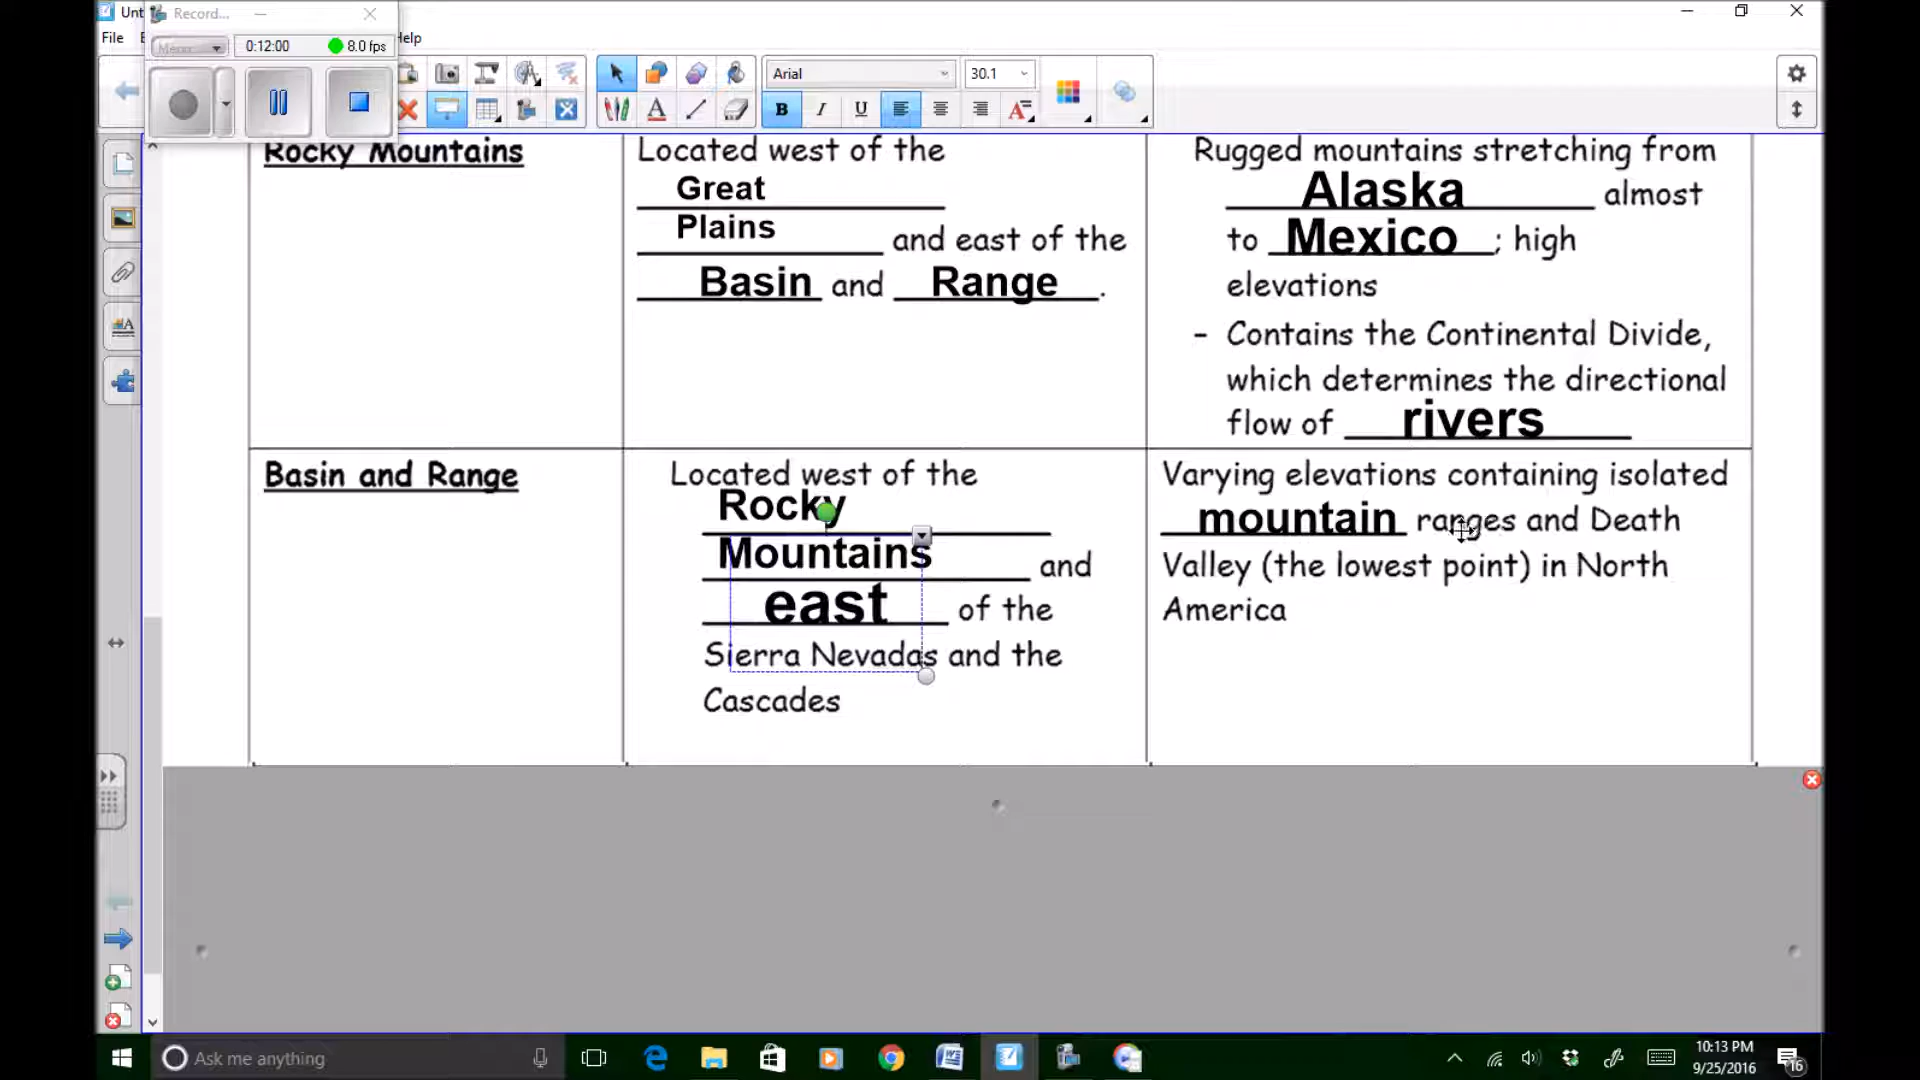 Unt
Record...
File
Help
Menu
0:12:00
8.0 fps
Arial
30.1
B I U
Rocky Mountains
Located west of the
Great
Plains and east of the
Basin and Range.
Rugged mountains stretching from
Alaska almost
to Mexico; high
elevations
- Contains the Continental Divide,
which determines the directional
flow of rivers
Basin and Range
Located west of the
Rocky
Mountains and
east of the
Sierra Nevadas and the
Cascades
Varying elevations containing isolated
mountain ranges and Death
Valley (the lowest point) in North
America
Ask me anything
10:13 PM
9/25/2016
16